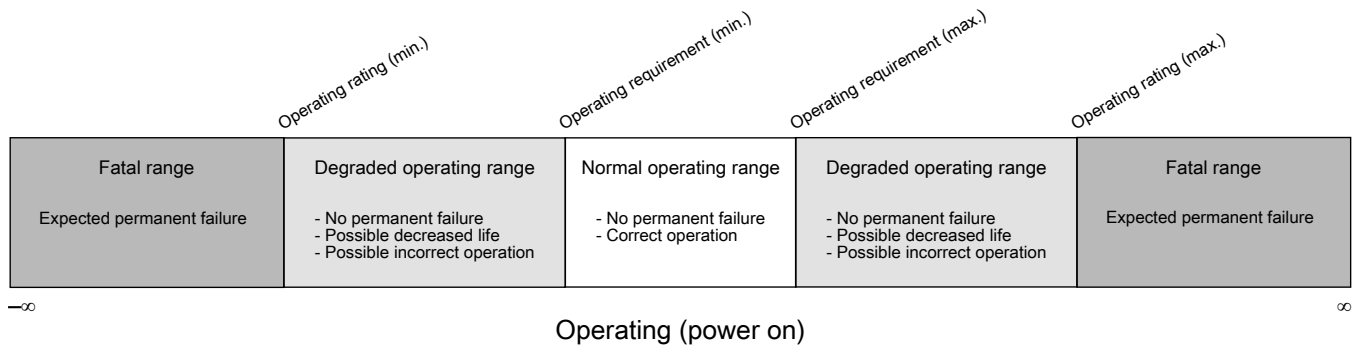 Operating rating (min.)
Operating requirement (min.)
Operating requirement (max.)
Operating rating (max.)
Fatal range
Expected permanent failure
Degraded operating range
- No permanent failure
- Possible decreased life
- Possible incorrect operation
Normal operating range
- No permanent failure
- Correct operation
Degraded operating range
- No permanent failure
- Possible decreased life
- Possible incorrect operation
Fatal range
Expected permanent failure
–∞
∞
Operating (power on)